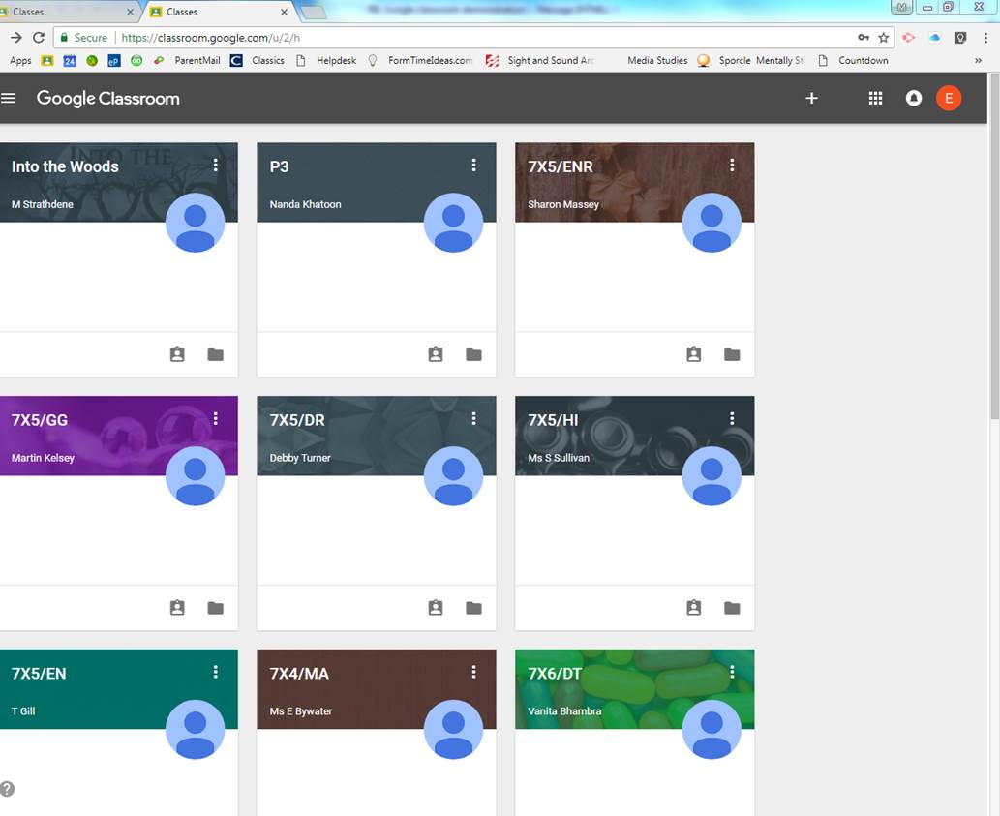 Classes
Classes
Secure https://classroom.google.com/u/2/h
Apps 24 eP GO ParentMail C Classics Helpdesk FormTimeIdeas.com Sight and Sound Media Studies Sporcle Mentally Countdown »
Google Classroom
E
Into the Woods P3 7X5/ENR
M Strathdene Nanda Khatoon Sharon Massey
7X5/GG 7X5/DR 7X5/HI
Martin Kelsey Debby Turner Ms S Sullivan
7X5/EN 7X4/MA 7X6/DT
T Gill Ms E Bywater Vanita Bhambra
?